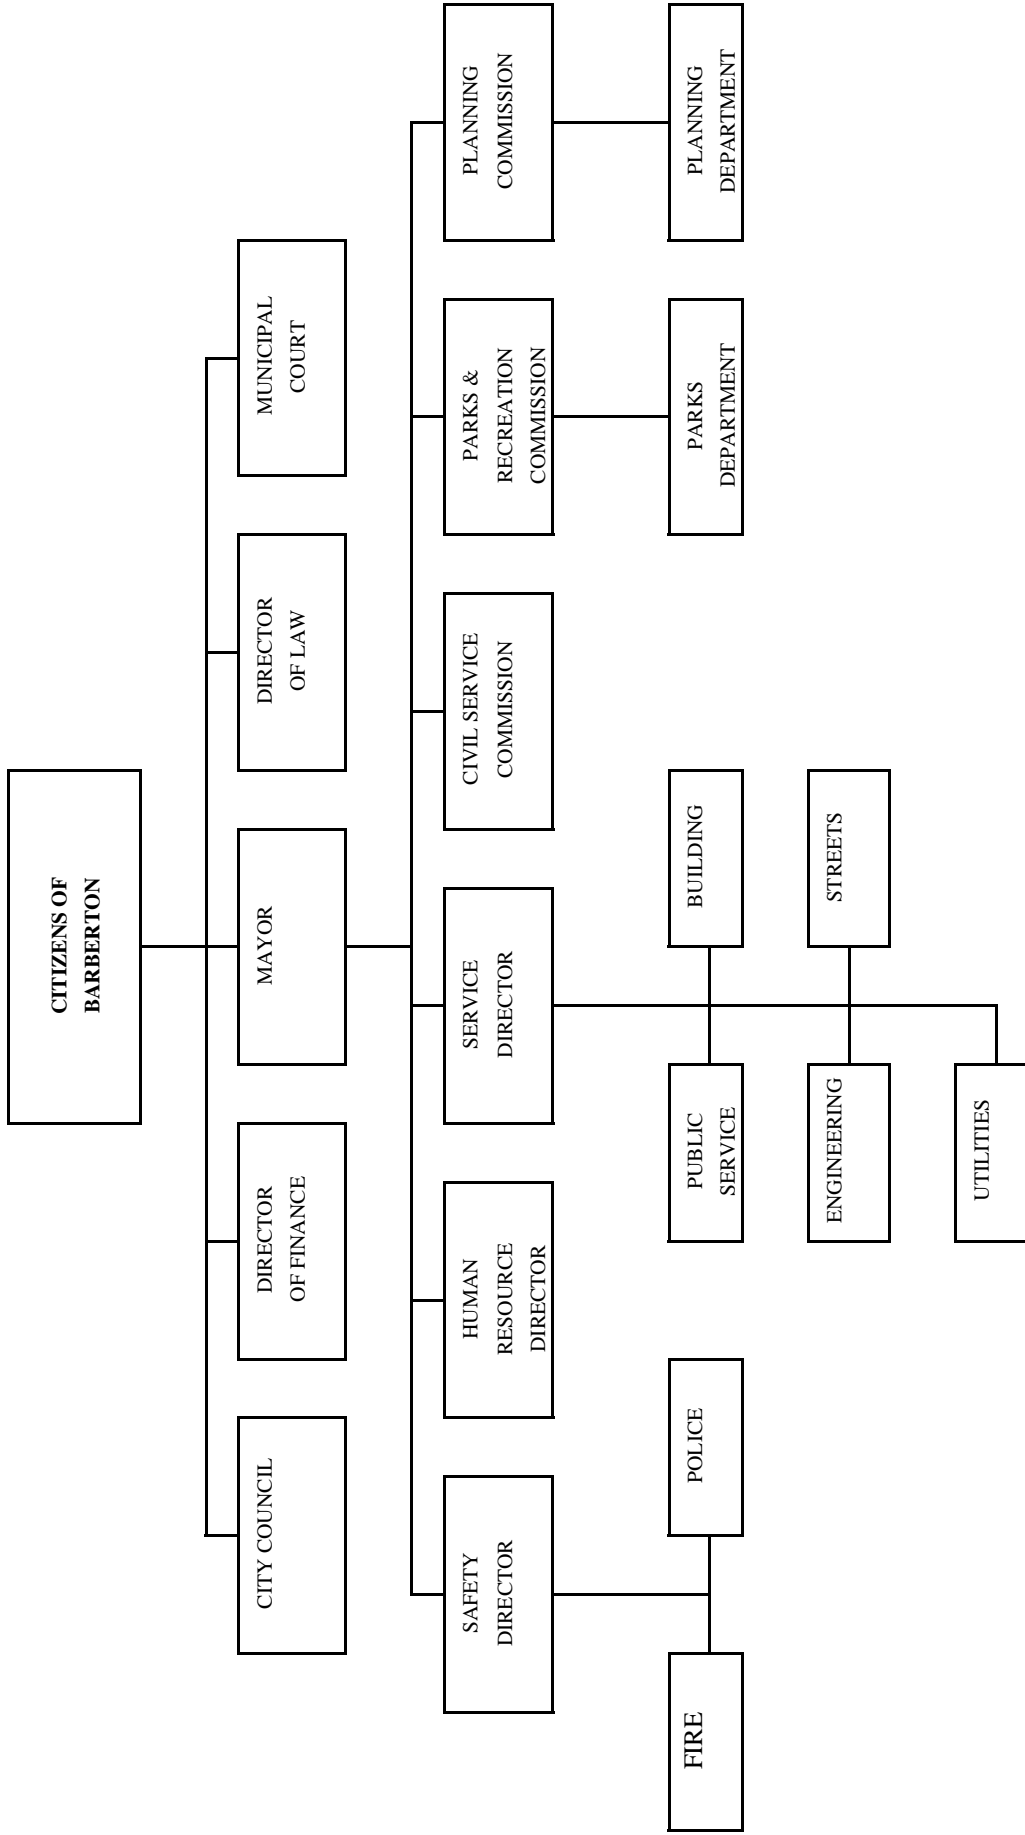 CITIZENS OF
BARBERTON
CITY COUNCIL
DIRECTOR
OF FINANCE
MAYOR
DIRECTOR
OF LAW
MUNICIPAL
COURT
SAFETY
DIRECTOR
HUMAN
RESOURCE
DIRECTOR
SERVICE
DIRECTOR
CIVIL SERVICE
COMMISSION
PARKS &
RECREATION
COMMISSION
PLANNING
COMMISSION
FIRE
POLICE
PUBLIC
SERVICE
BUILDING
PARKS
DEPARTMENT
PLANNING
DEPARTMENT
ENGINEERING
STREETS
UTILITIES